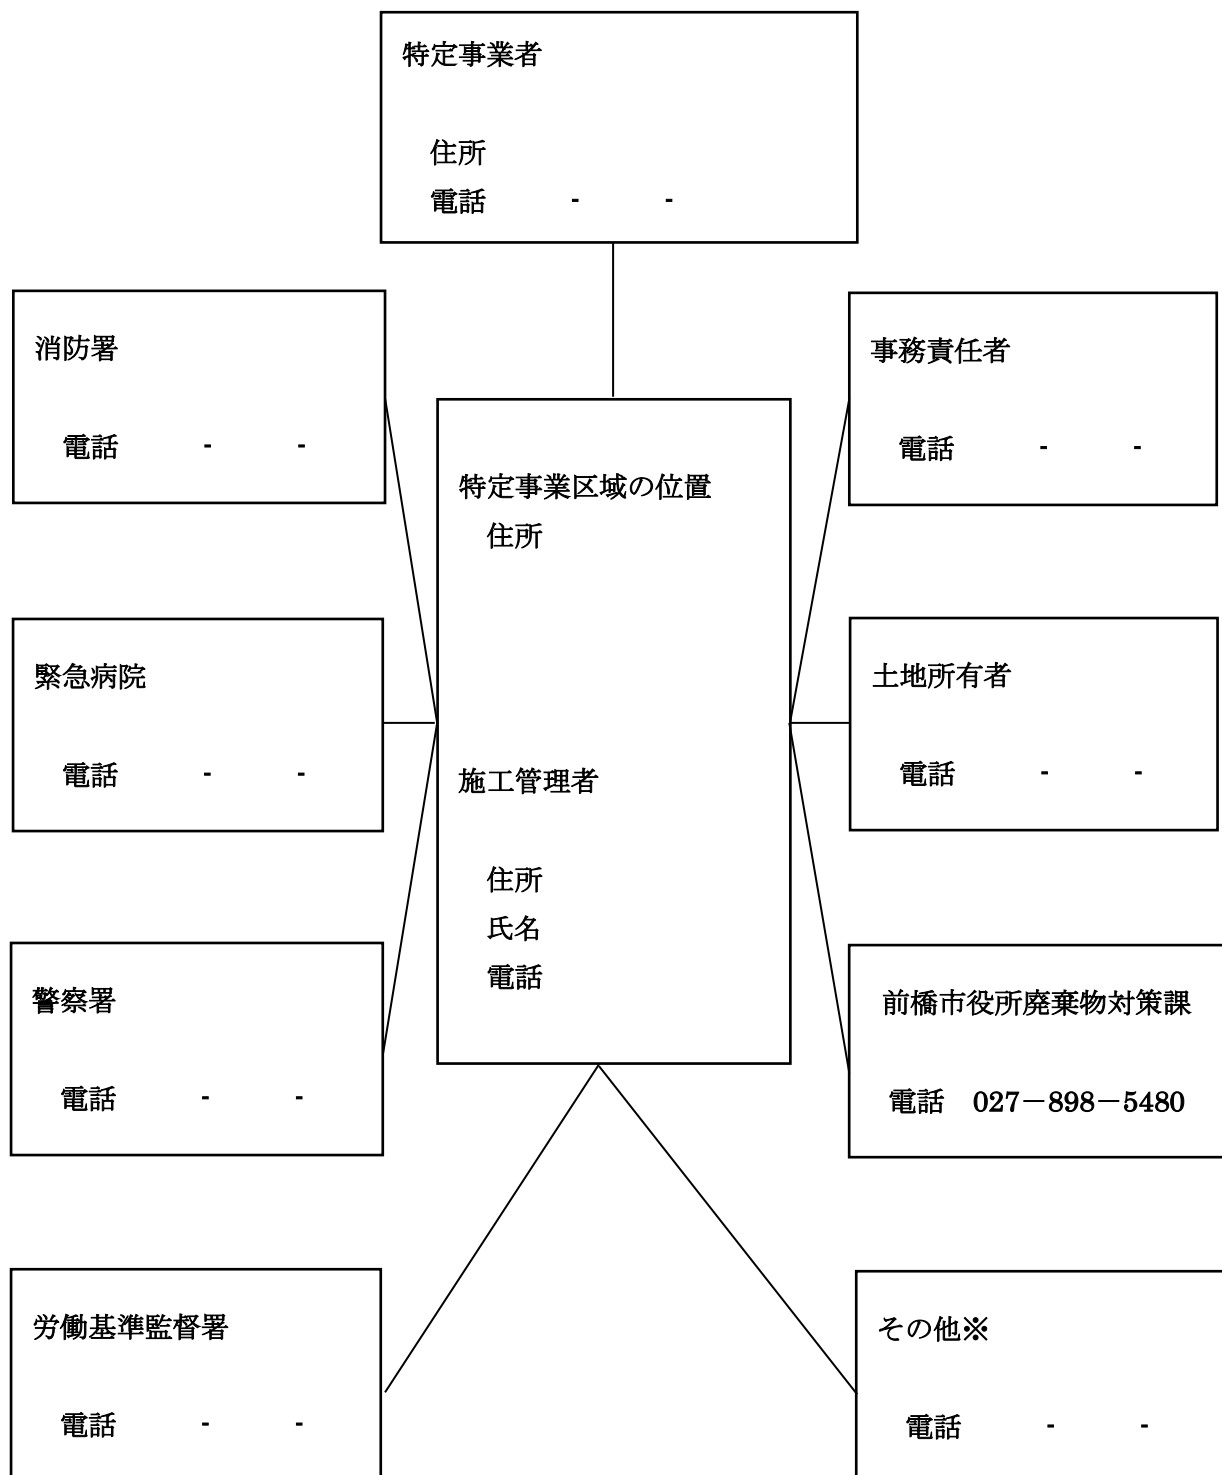 特定事業者
住所
電話 - -
消防署
電話 - -
事務責任者
電話 - -
特定事業区域の位置
住所
緊急病院
電話 - -
土地所有者
電話 - -
施工管理者
住所
氏名
電話
警察署
電話 - -
前橋市役所廃棄物対策課
電話 027－898－5480
労働基準監督署
電話 - -
その他※
電話 - -